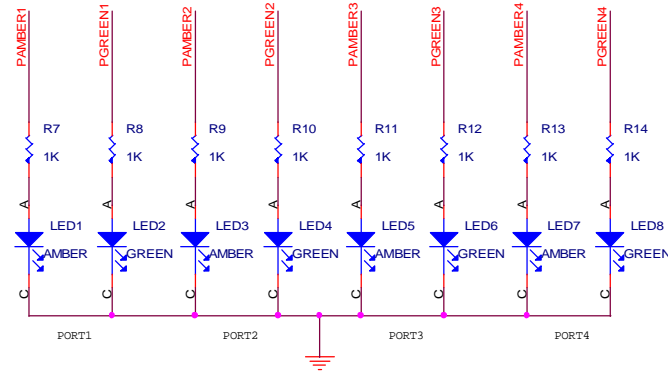 PAMBER1 PGREEN1 PAMBER2 PGREEN2 PAMBER3 PGREEN3 PAMBER4 PGREEN4
R7 R8 R9 R10 R11 R12 R13 R14
1K 1K 1K 1K 1K 1K 1K 1K
A A A A A A A A
LED1 LED2 LED3 LED4 LED5 LED6 LED7 LED8
AMBER GREEN AMBER GREEN AMBER GREEN AMBER GREEN
C C C C C C C C
PORT1 PORT2 PORT3 PORT4